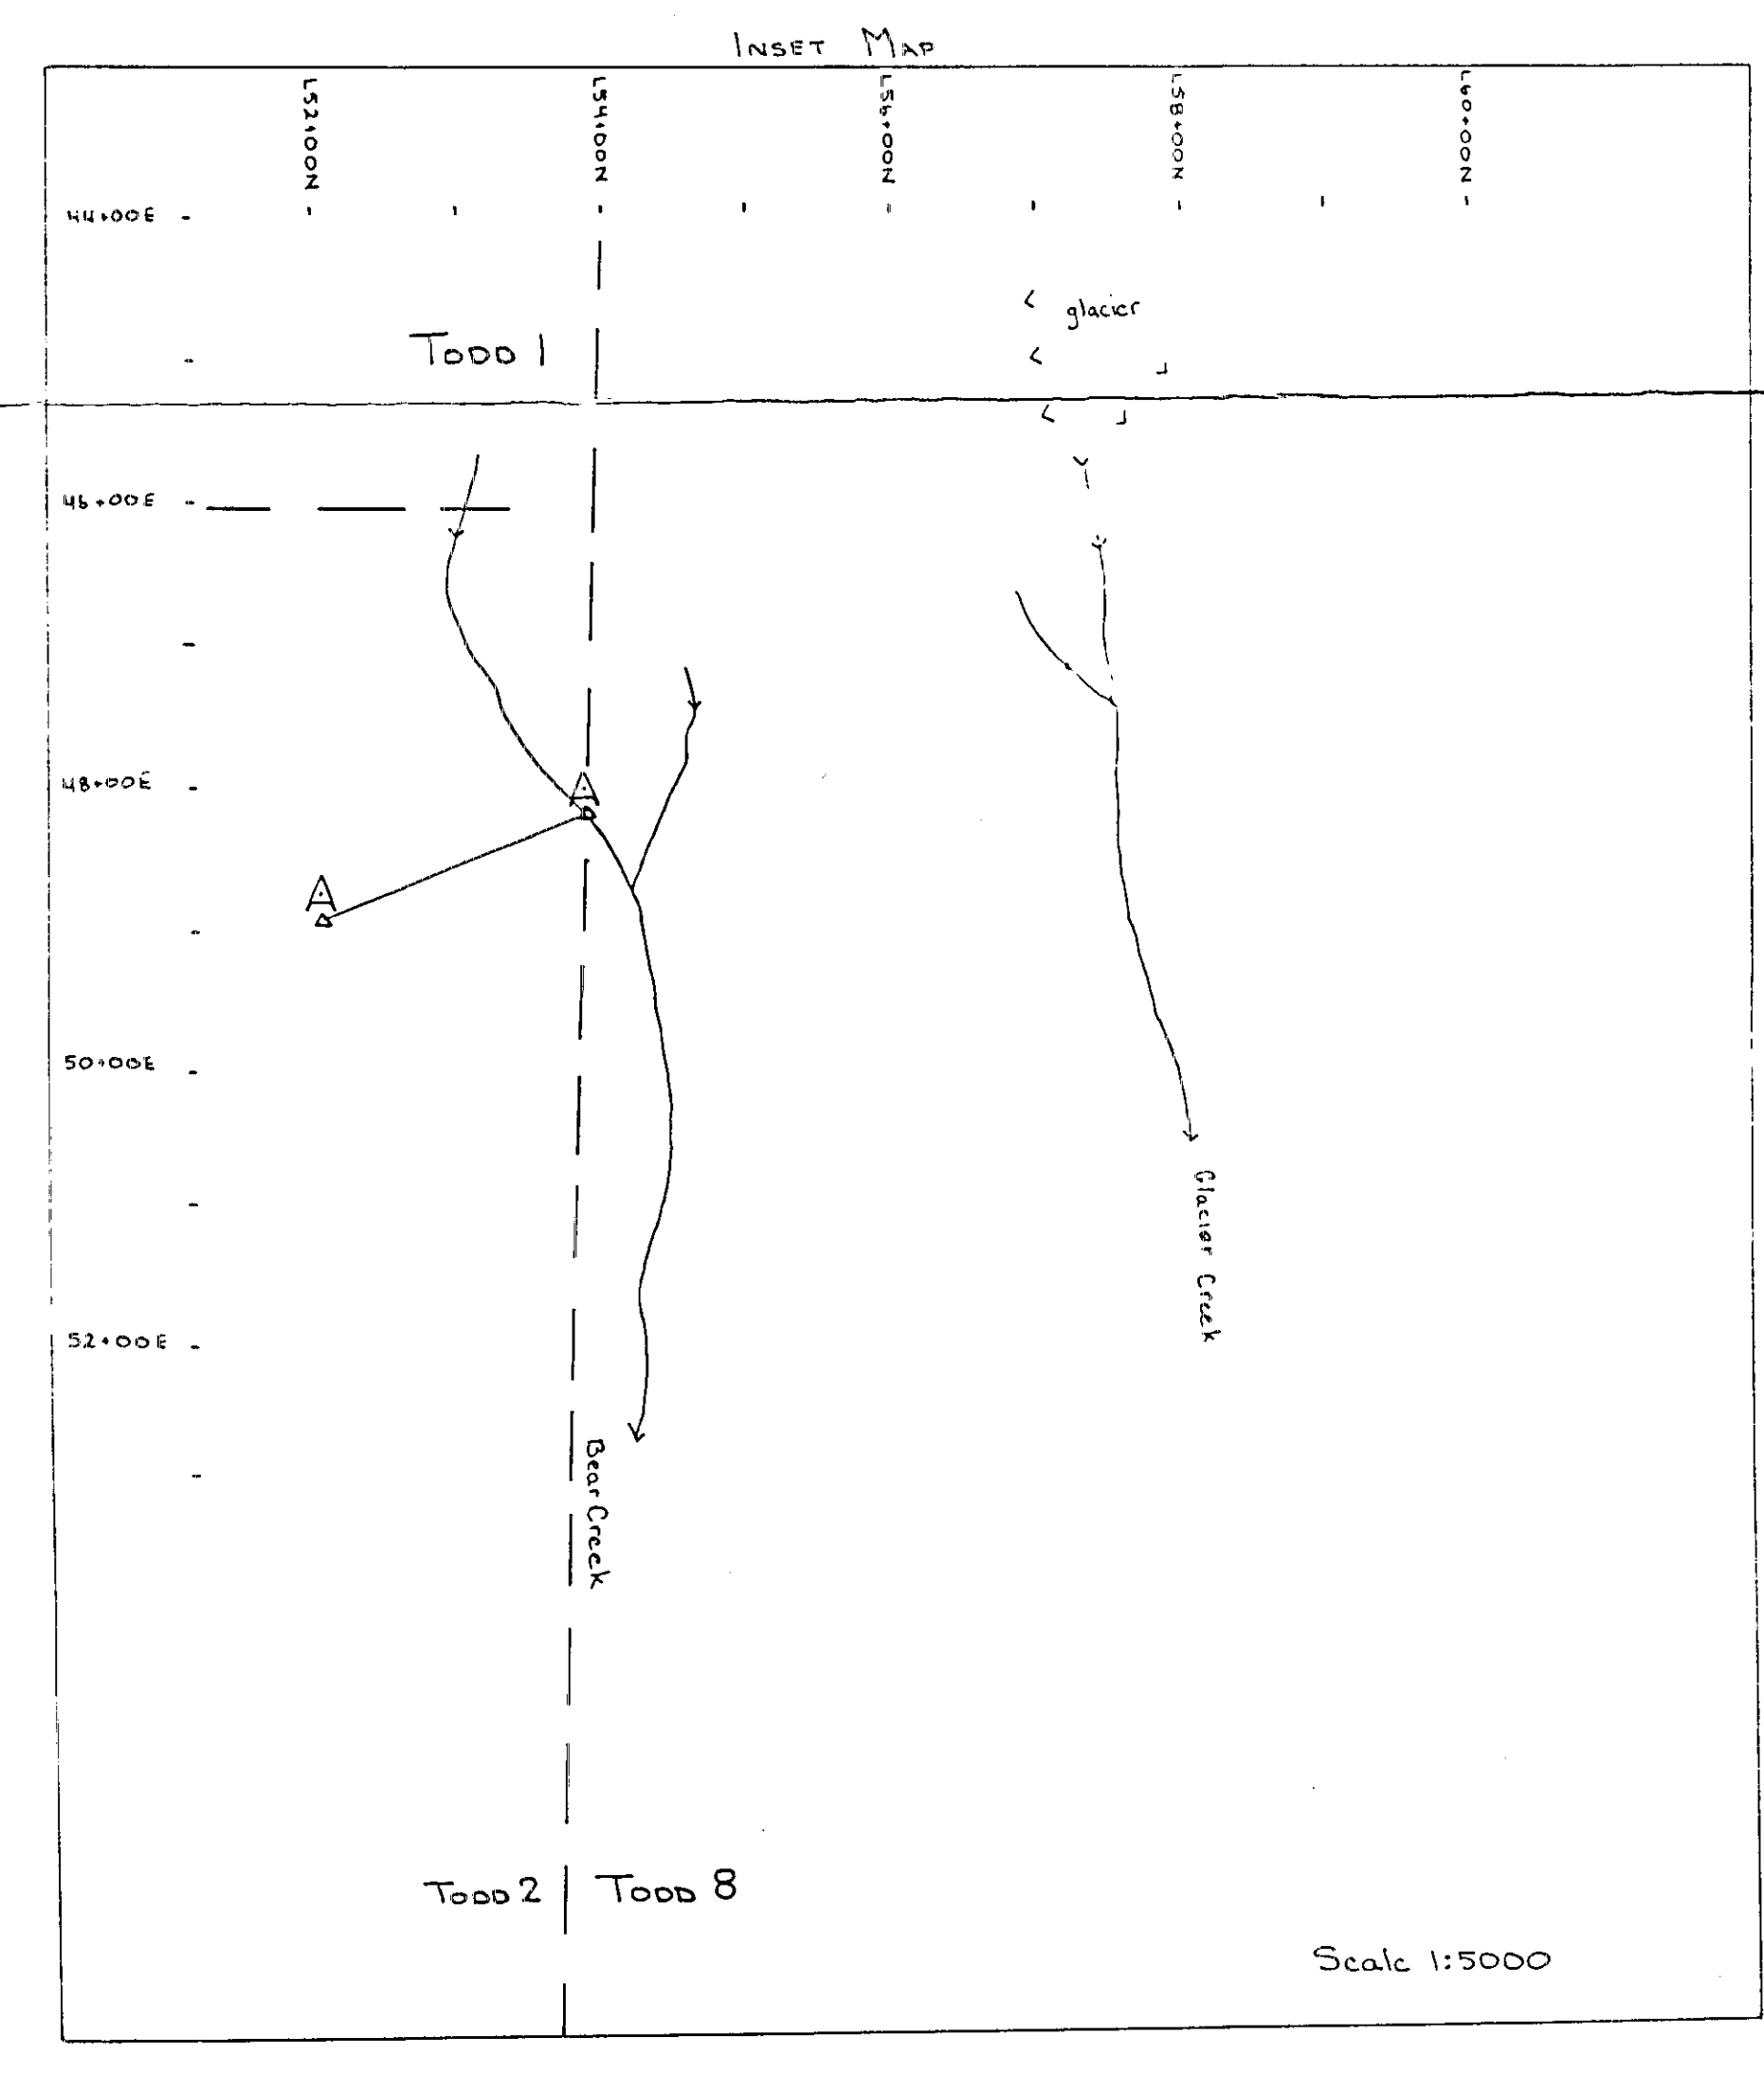 INSET MAP
L52+00N
L54+00N
L56+00N
L58+00N
L60+00N
44+00E
glacier
TODD 1
46+00E
48+00E
A
A
50+00E
Glacier Creek
52+00E
Bear Creek
TODD 2
TODD 8
Scale 1:5000